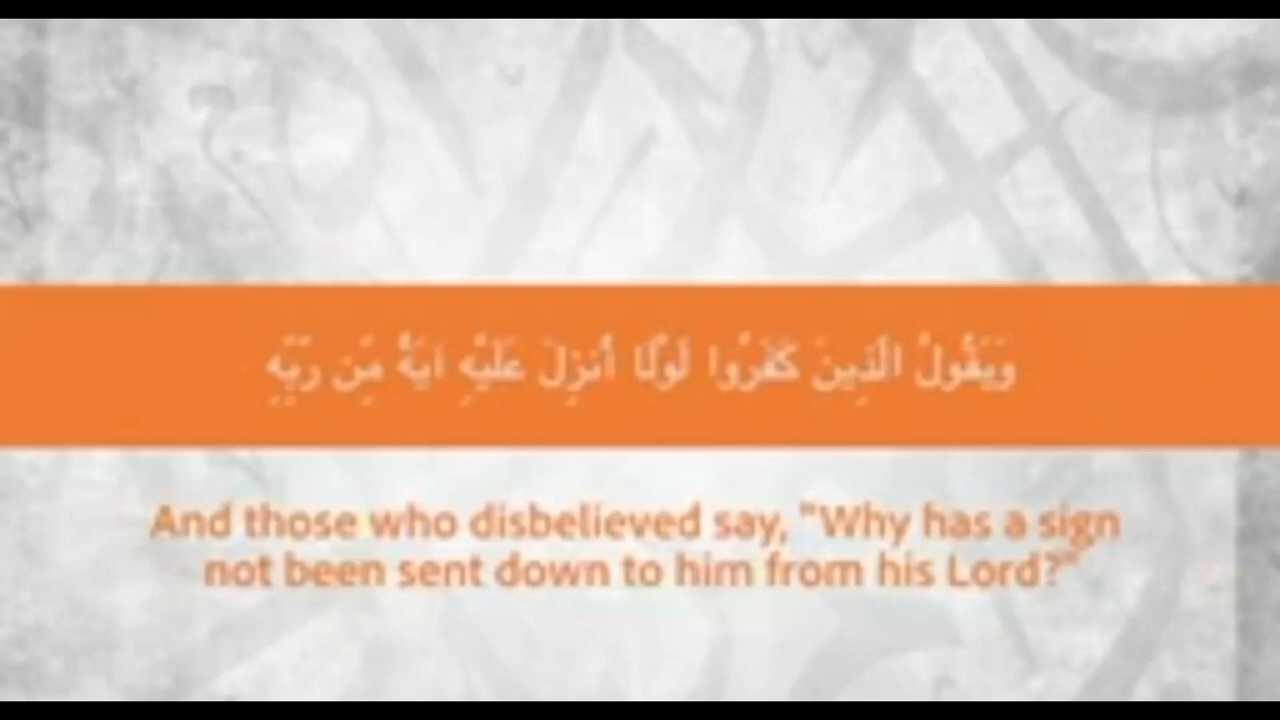 وَيَقُولُ الَّذِينَ كَفَرُوا لَوْلَا أُنزِلَ عَلَيْهِ آيَةٌ مِّن رَّبِّهِ
And those who disbelieved say, "Why has a sign
not been sent down to him from his Lord?"